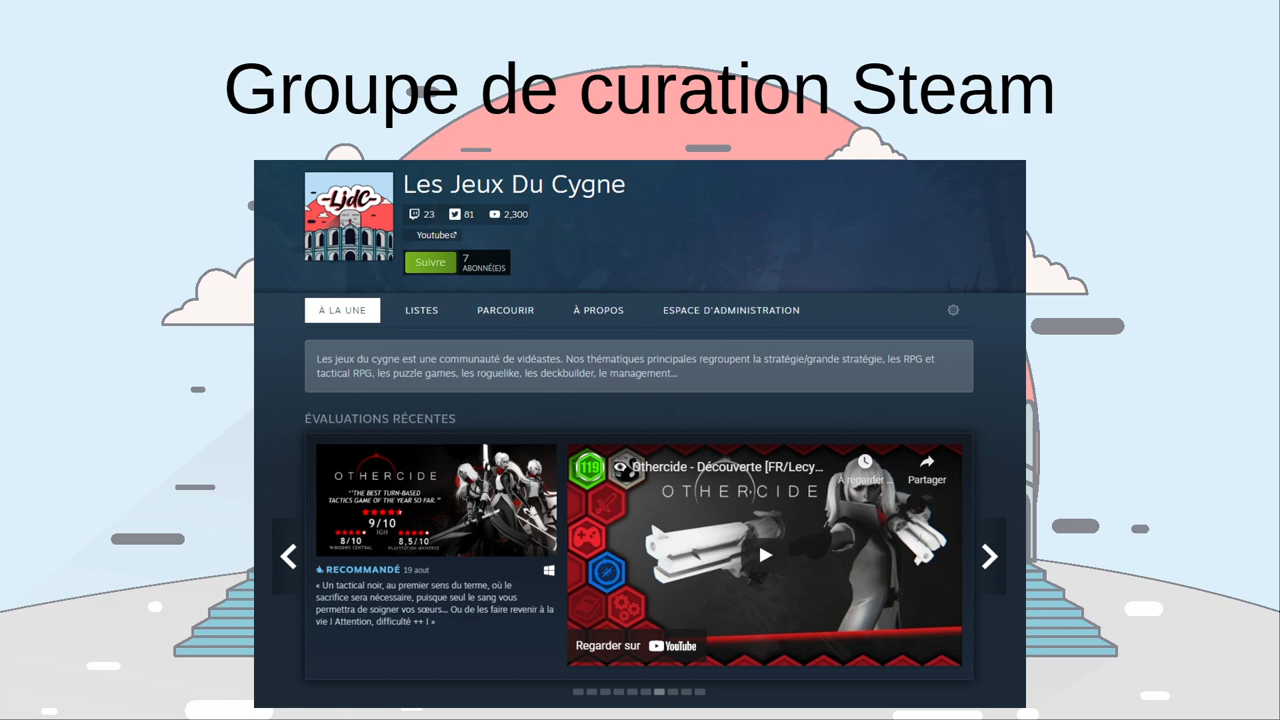 Groupe de curation Steam
-LjdC-
Les Jeux Du Cygne
23 81 2,300
Youtube
Suivre
7
ABONNÉ(E)S
À LA UNE LISTES PARCOURIR À PROPOS ESPACE D'ADMINISTRATION
Les jeux du cygne est une communauté de vidéastes. Nos thématiques principales regroupent la stratégie/grande stratégie, les RPG et
tactical RPG, les puzzle games, les roguelike, les deckbuilder, le management...
ÉVALUATIONS RÉCENTES
OTHERCIDE
"THE BEST TURN-BASED
TACTICS GAME OF THE YEAR SO FAR."
9/10
IGN
8/10 8,5/10
WINDOWS CENTRAL PLAYSTATION UNIVERSE
RECOMMANDÉ 19 aout
« Un tactical noir, au premier sens du terme, où le
sacrifice sera nécessaire, puisque seul le sang vous
permettra de soigner vos sœurs... Ou de les faire revenir à la
vie ! Attention, difficulté ++ ! »
119
Othercide - Découverte [FR/Lecy...
À regarder ... Partager
OTHERCIDE
Regarder sur YouTube